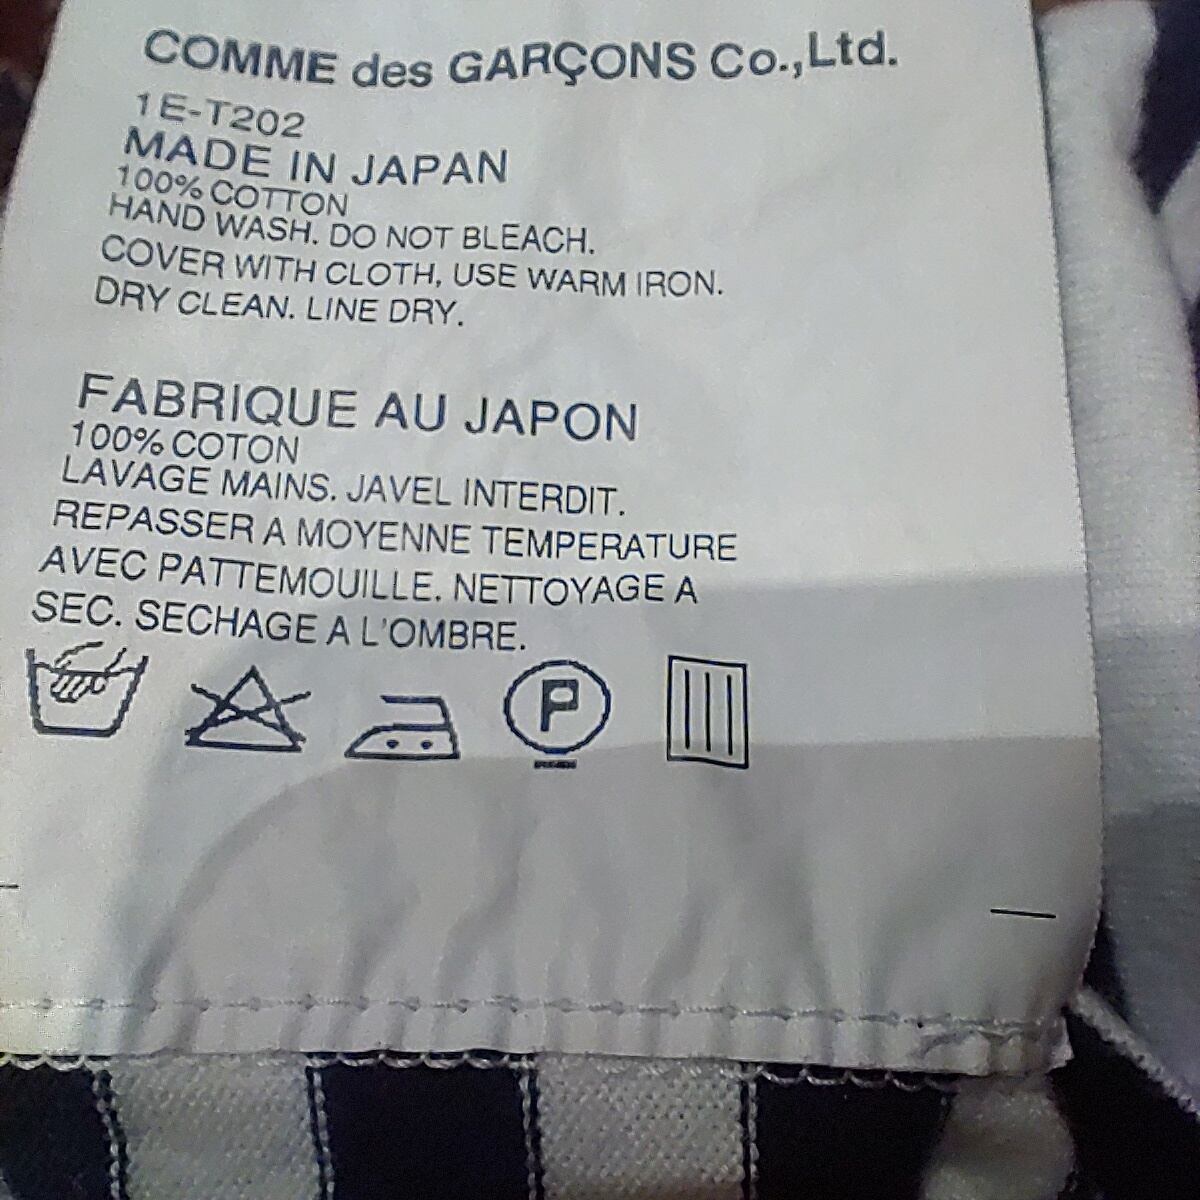 COMME des GARÇONS Co.,Ltd.
1E-T202
MADE IN JAPAN
100% COTTON
HAND WASH. DO NOT BLEACH.
COVER WITH CLOTH, USE WARM IRON.
DRY CLEAN. LINE DRY.
FABRIQUE AU JAPON
100% COTON
LAVAGE MAINS. JAVEL INTERDIT.
REPASSER A MOYENNE TEMPERATURE
AVEC PATTEMOUILLE. NETTOYAGE A
SEC. SECHAGE A L'OMBRE.
P